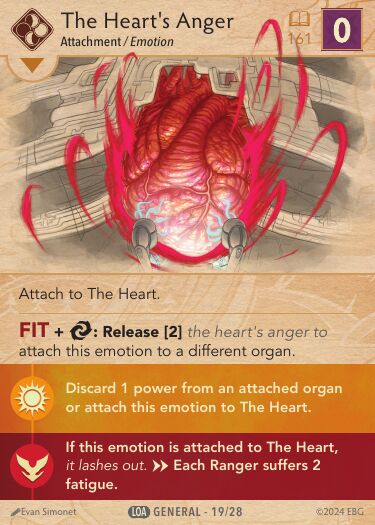 The Heart's Anger
Attachment / Emotion
161
0
Attach to The Heart.
FIT + : Release [2] the heart's anger to
attach this emotion to a different organ.
Discard 1 power from an attached organ
or attach this emotion to The Heart.
If this emotion is attached to The Heart,
it lashes out. Each Ranger suffers 2
fatigue.
Evan Simonet
LOA GENERAL - 19/28
©2024 EBG